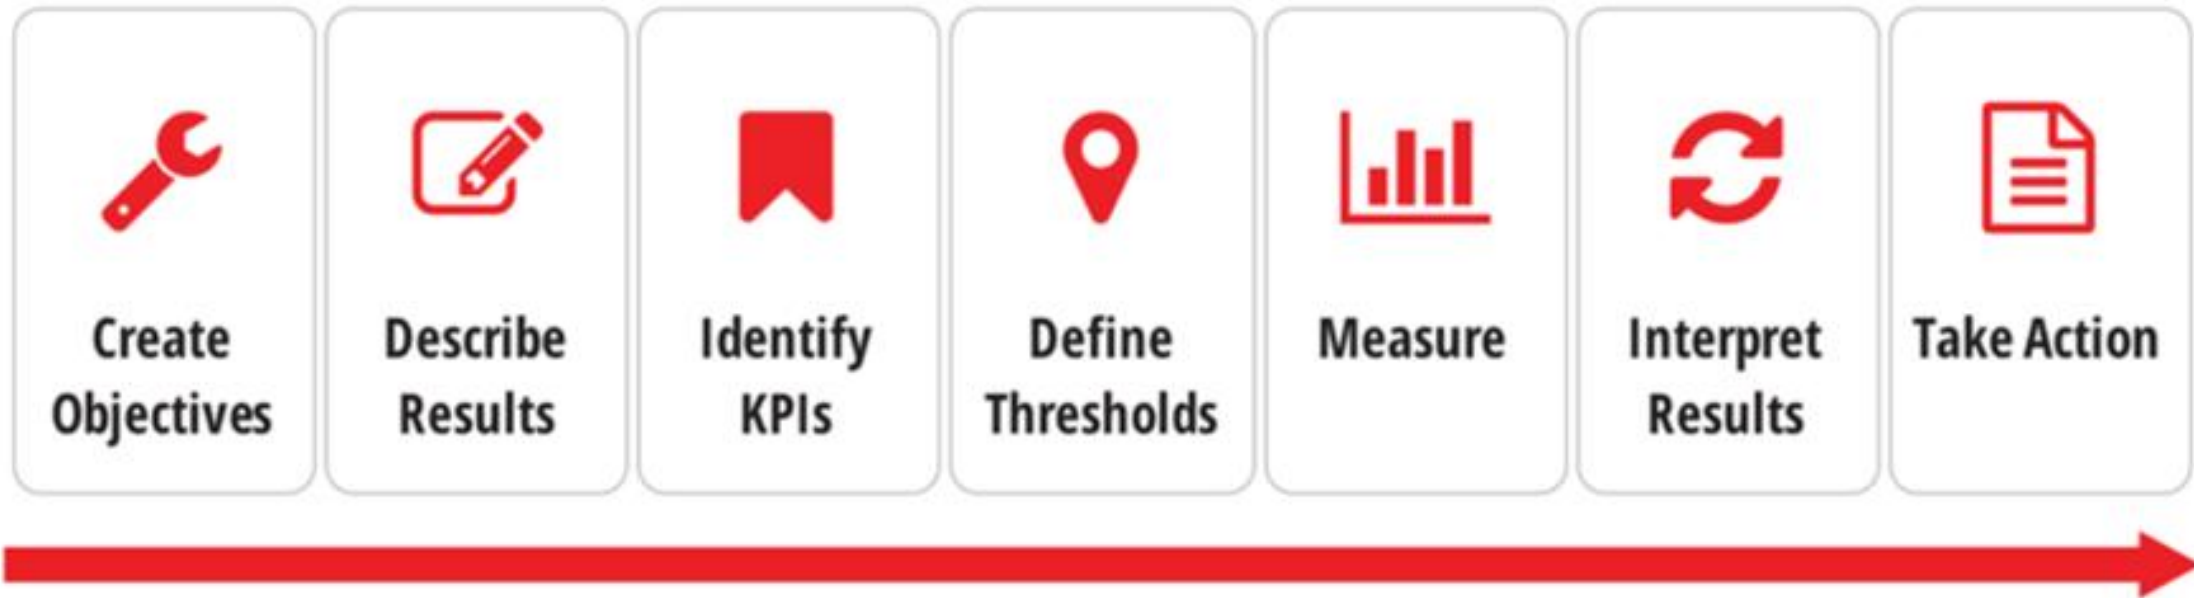 Create
Objectives
Describe
Results
Identify
KPIs
Define
Thresholds
Measure
Interpret
Results
Take Action